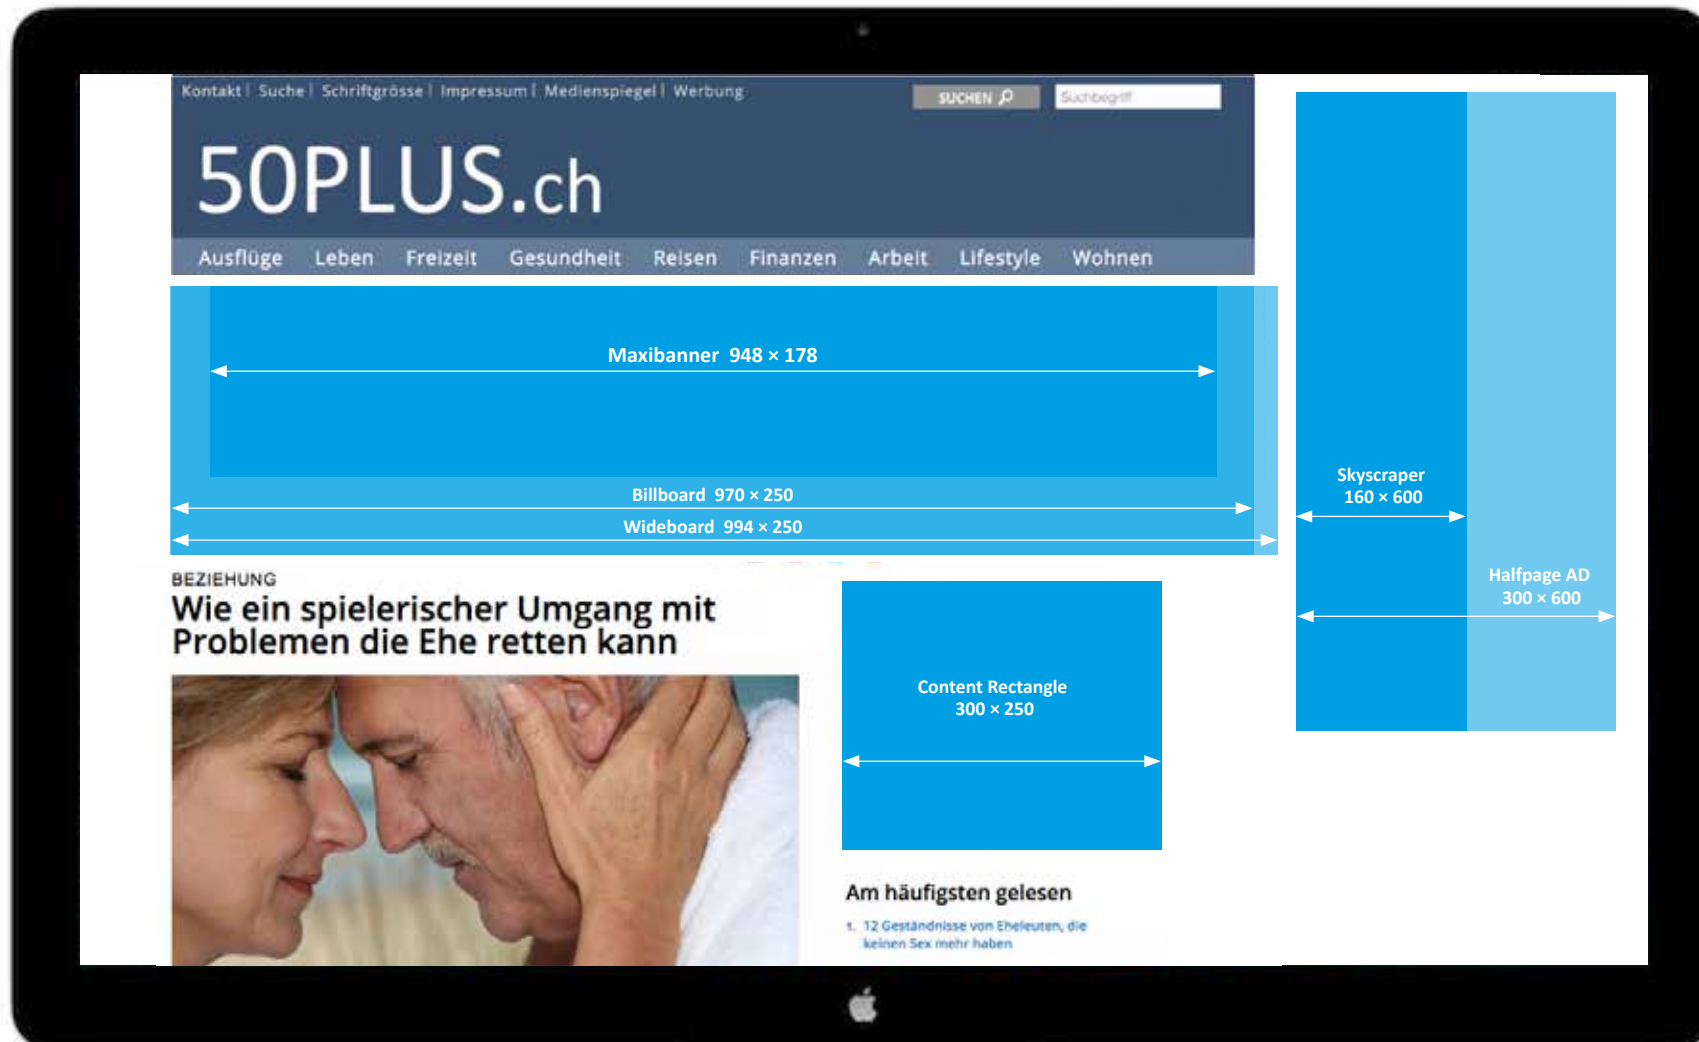 Kontakt | Suche | Schriftgrösse | Impressum | Medienspiegel | Werbung
SUCHEN
Suchbegriff
50PLUS.ch
Ausflüge Leben Freizeit Gesundheit Reisen Finanzen Arbeit Lifestyle Wohnen
Maxibanner 948 × 178
Billboard 970 × 250
Wideboard 994 × 250
Skyscraper
160 × 600
Halfpage AD
300 × 600
BEZIEHUNG
Wie ein spielerischer Umgang mit
Problemen die Ehe retten kann
Content Rectangle
300 × 250
Am häufigsten gelesen
1. 12 Geständnisse von Eheleuten, die
keinen Sex mehr haben